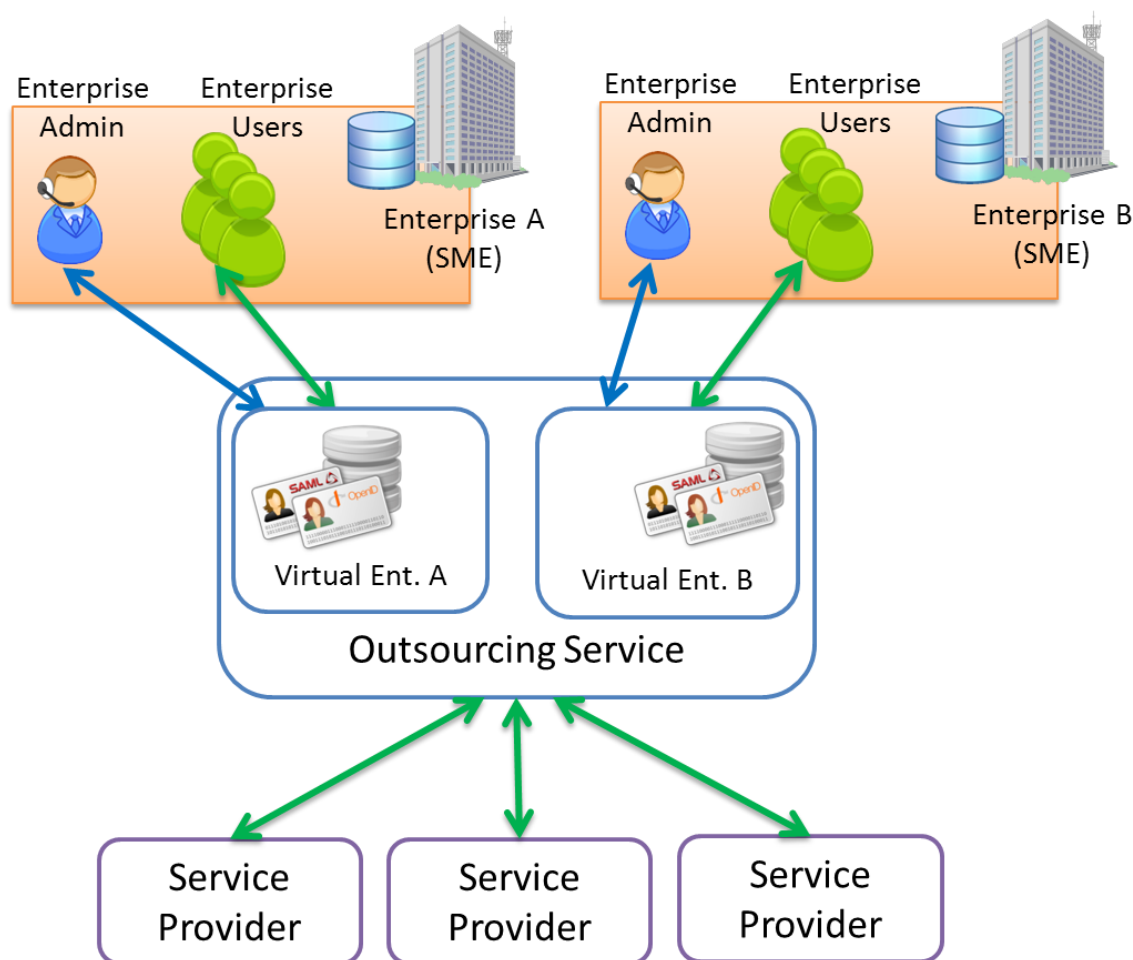 Enterprise
Admin
Enterprise
Users
Enterprise A
(SME)
Enterprise
Admin
Enterprise
Users
Enterprise B
(SME)
SAML
OpenID
Virtual Ent. A
SAML
OpenID
Virtual Ent. B
Outsourcing Service
Service
Provider
Service
Provider
Service
Provider